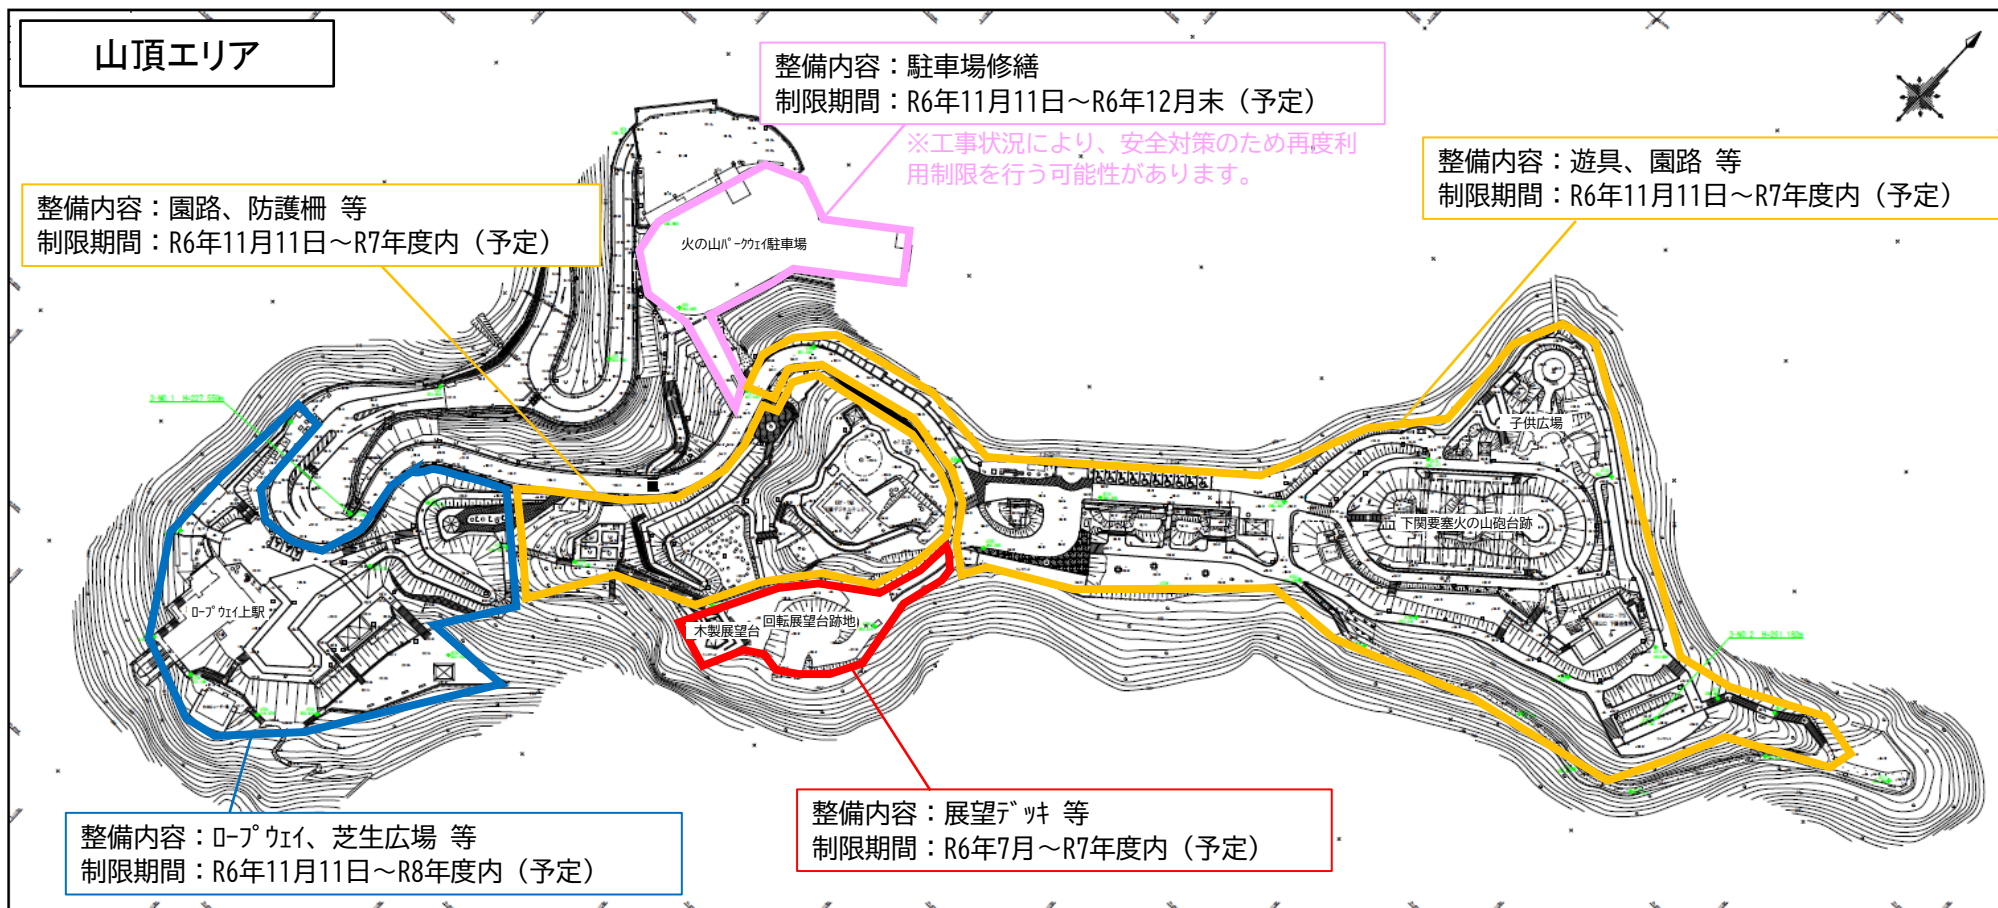 山頂エリア
整備内容：駐車場修繕
制限期間：R6年11月11日～R6年12月末（予定）
※工事状況により、安全対策のため再度利
用制限を行う可能性があります。
整備内容：遊具、園路 等
制限期間：R6年11月11日～R7年度内（予定）
整備内容：園路、防護柵 等
制限期間：R6年11月11日～R7年度内（予定）
火の山ﾊﾟｰｸｳｪｲ駐車場
2-NO.1 H=227.550m
子供広場
下関要塞火の山砲台跡
ﾛｰﾌﾟｳｪｲ上駅
木製展望台
回転展望台跡地
整備内容：展望ﾃﾞｯｷ 等
制限期間：R6年7月～R7年度内（予定）
整備内容：ﾛｰﾌﾟｳｪｲ、芝生広場 等
制限期間：R6年11月11日～R8年度内（予定）